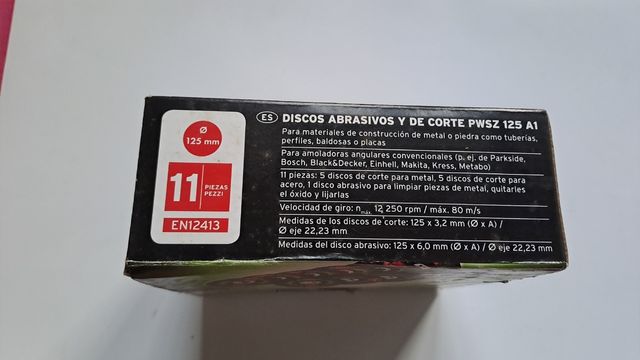 ES DISCOS ABRASIVOS Y DE CORTE PWSZ 125 A1
Para materiales de construcción de metal o piedra como tuberías,
perfiles, baldosas o placas
Para amoladoras angulares convencionales (p. ej. de Parkside,
Bosch, Black&Decker, Einhell, Makita, Kress, Metabo)
11 piezas: 5 discos de corte para metal, 5 discos de corte para
acero, 1 disco abrasivo para limpiar piezas de metal, quitarles
el óxido y lijarlas
Velocidad de giro: nmáx. 12 250 rpm / máx. 80 m/s
Medidas de los discos de corte: 125 x 3,2 mm (Ø x A) /
Ø eje 22,23 mm
Medidas del disco abrasivo: 125 x 6,0 mm (Ø x A) / Ø eje 22,23 mm
Ø
125 mm
11 PIEZAS
PEZZI
EN12413